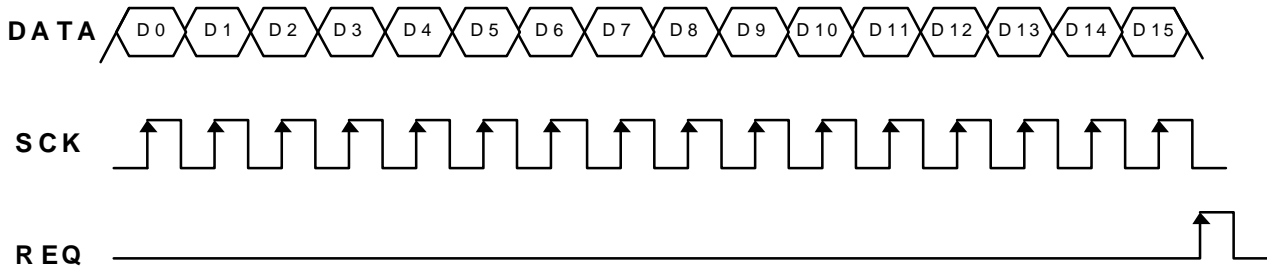 DATA D0 D1 D2 D3 D4 D5 D6 D7 D8 D9 D10 D11 D12 D13 D14 D15
SCK
REQ